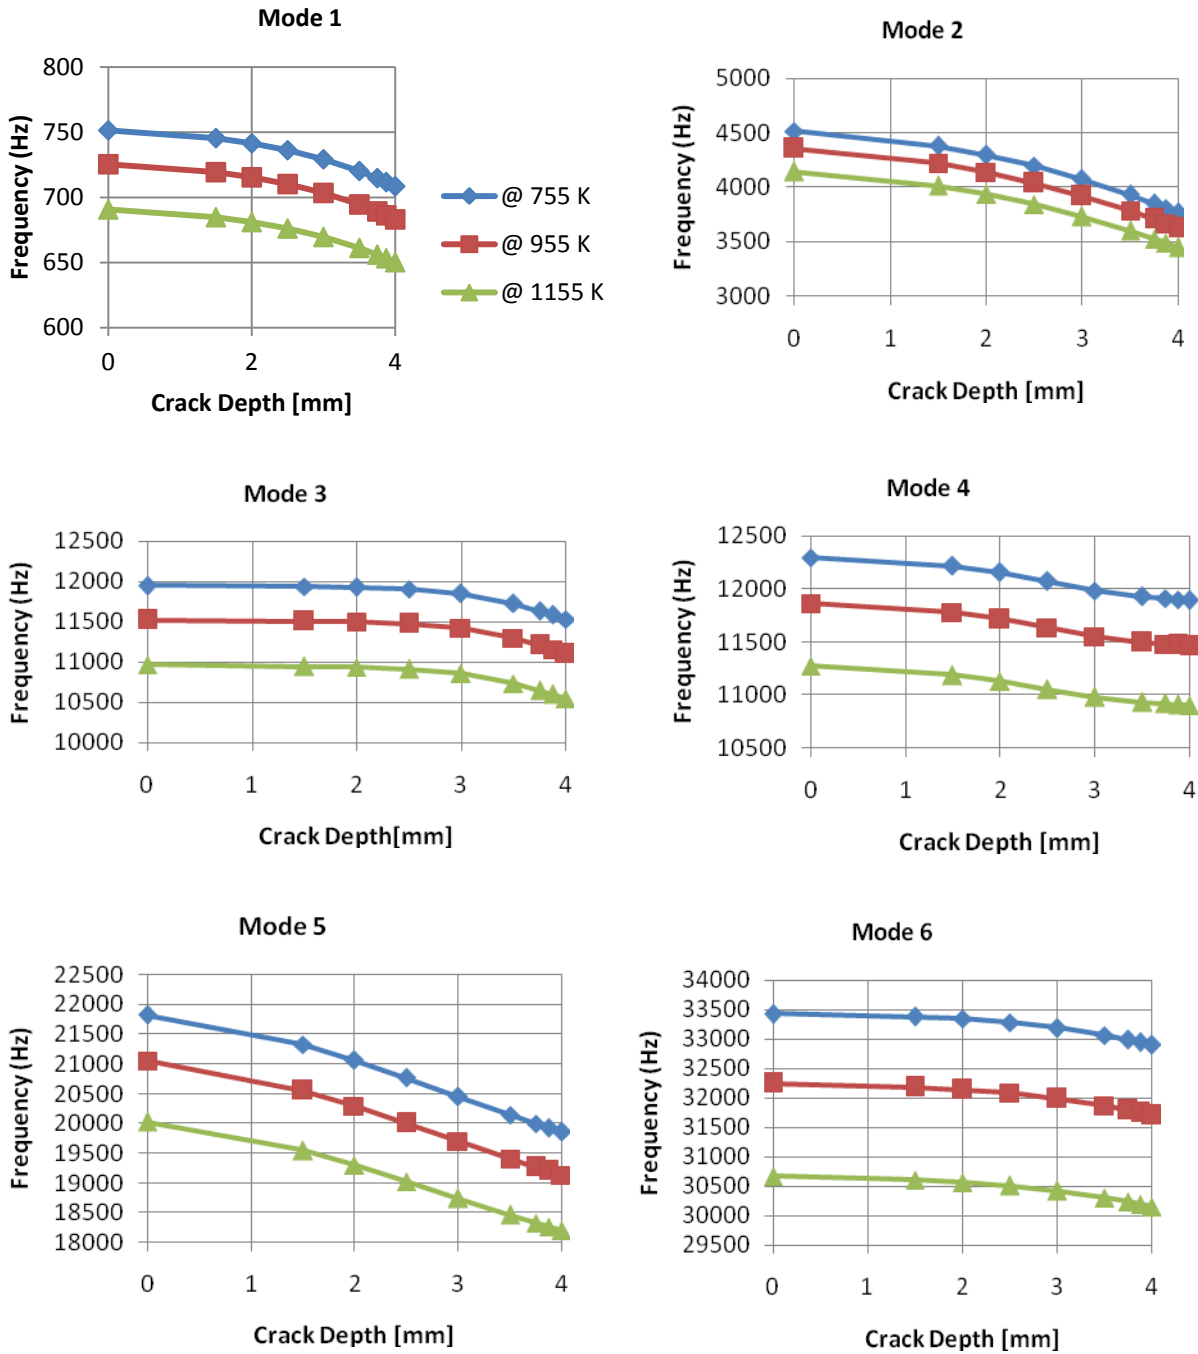 Mode 1
Frequency (Hz)
800
750
700
650
600
0 2 4
Crack Depth [mm]
@ 755 K
@ 955 K
@ 1155 K
Mode 2
Frequency (Hz)
5000
4500
4000
3500
3000
0 1 2 3 4
Crack Depth [mm]
Mode 3
Frequency (Hz)
12500
12000
11500
11000
10500
10000
0 1 2 3 4
Crack Depth[mm]
Mode 4
Frequency (Hz)
12500
12000
11500
11000
10500
0 1 2 3 4
Crack Depth [mm]
Mode 5
Frequency (Hz)
22500
22000
21500
21000
20500
20000
19500
19000
18500
18000
0 1 2 3 4
Crack Depth [mm]
Mode 6
Frequency (Hz)
34000
33500
33000
32500
32000
31500
31000
30500
30000
29500
0 1 2 3 4
Crack Depth [mm]